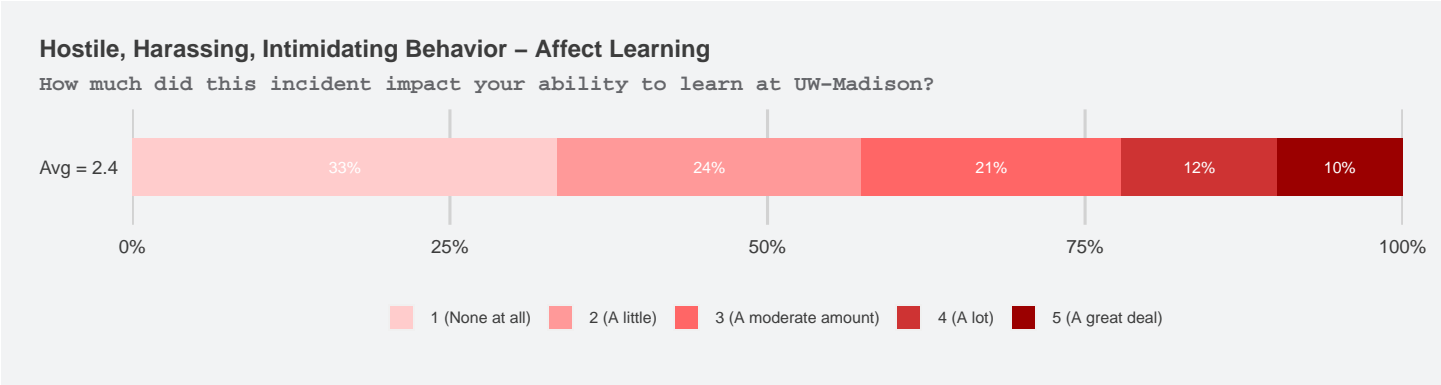 Hostile, Harassing, Intimidating Behavior – Affect Learning
How much did this incident impact your ability to learn at UW−Madison?
Avg = 2.4
33% 24% 21% 12% 10%
0% 25% 50% 75% 100%
1 (None at all) 2 (A little) 3 (A moderate amount) 4 (A lot) 5 (A great deal)